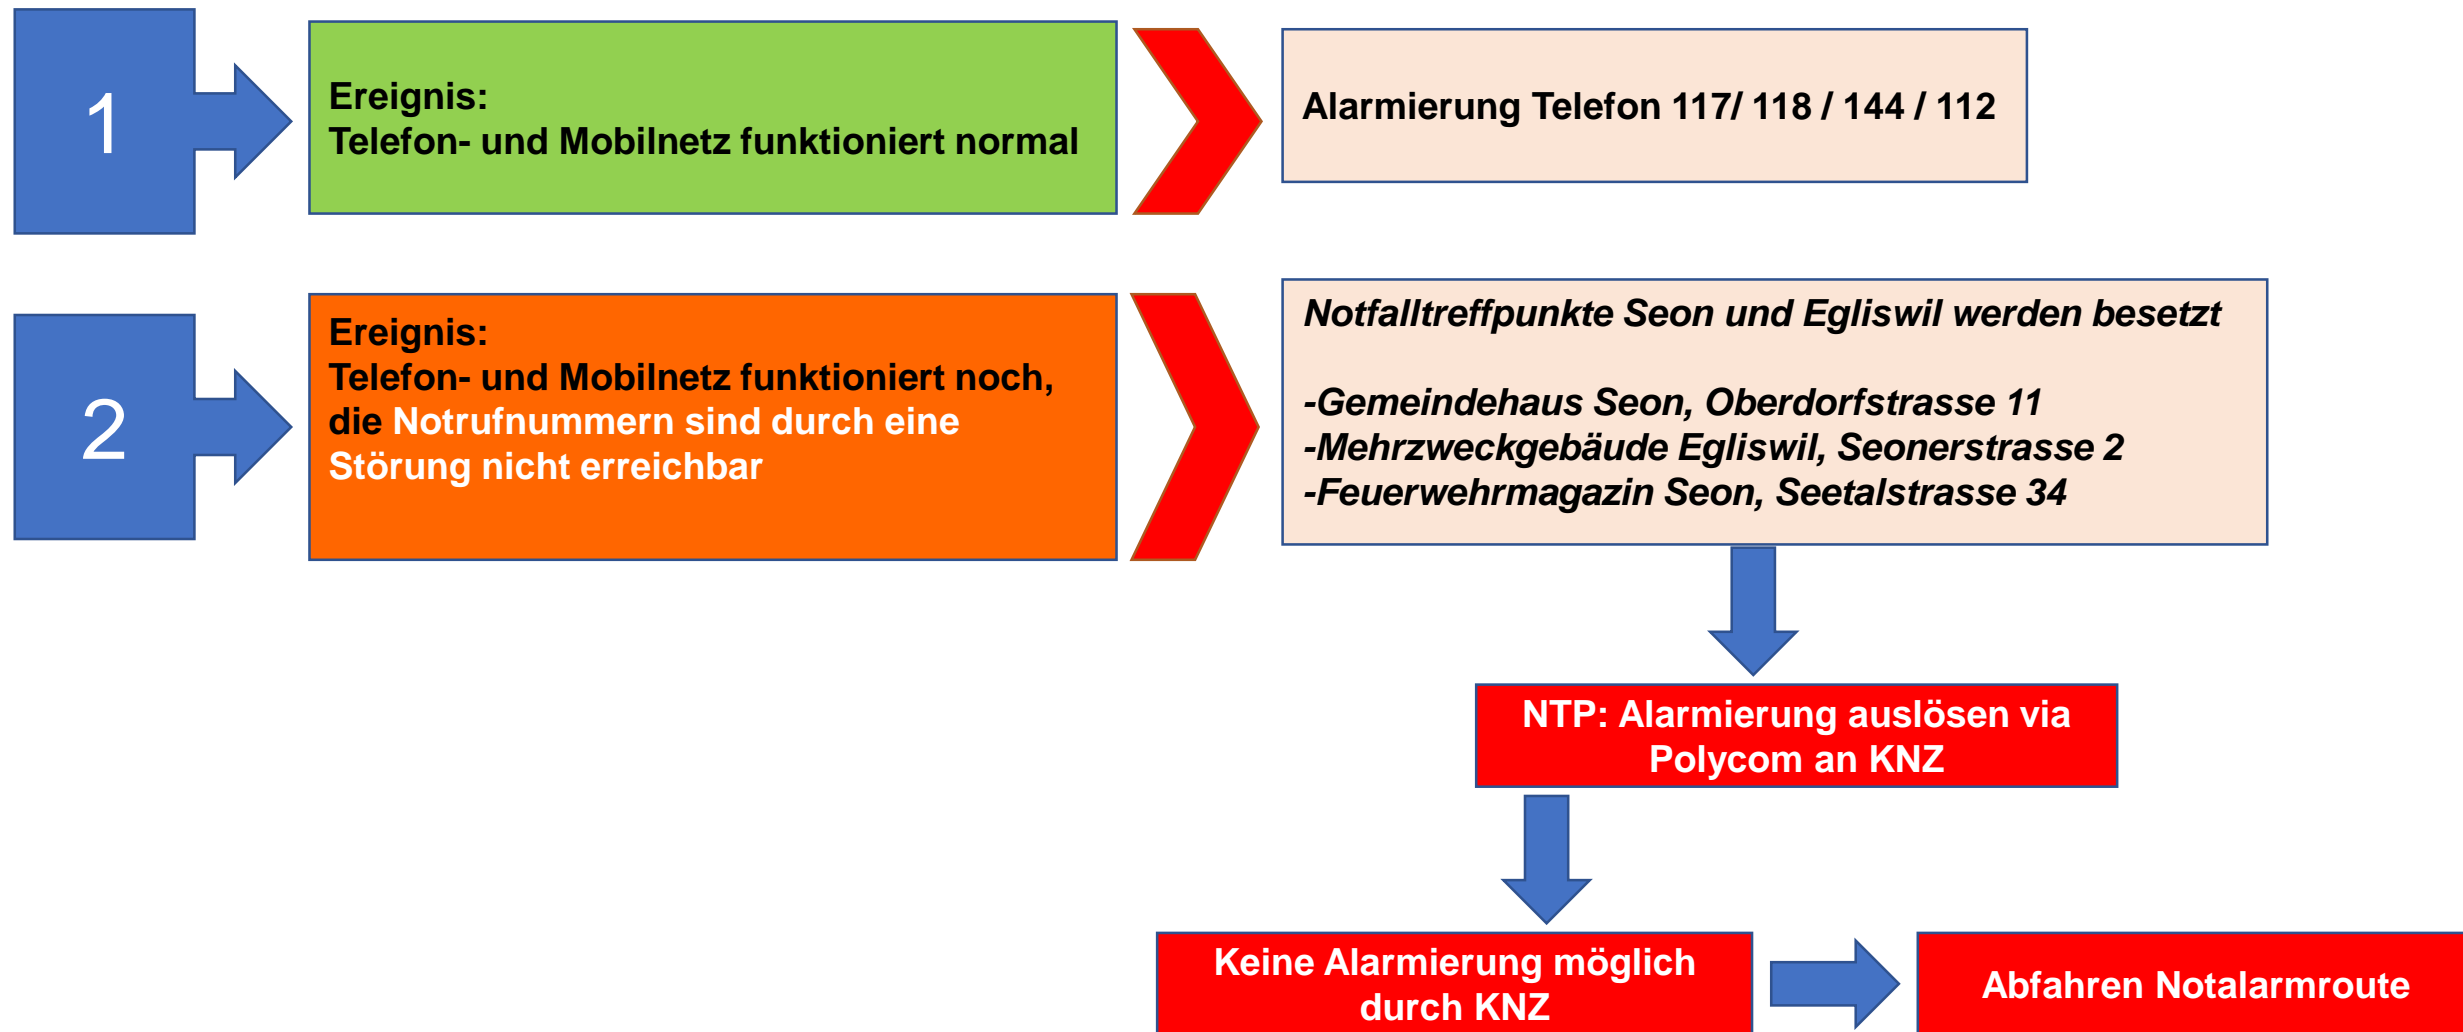 1
Ereignis:
Telefon- und Mobilnetz funktioniert normal
Alarmierung Telefon 117/ 118 / 144 / 112
2
Ereignis:
Telefon- und Mobilnetz funktioniert noch,
die Notrufnummern sind durch eine
Störung nicht erreichbar
Notfalltreffpunkte Seon und Egliswil werden besetzt
-Gemeindehaus Seon, Oberdorfstrasse 11
-Mehrzweckgebäude Egliswil, Seonerstrasse 2
-Feuerwehrmagazin Seon, Seetalstrasse 34
NTP: Alarmierung auslösen via
Polycom an KNZ
Keine Alarmierung möglich
durch KNZ
Abfahren Notalarmroute